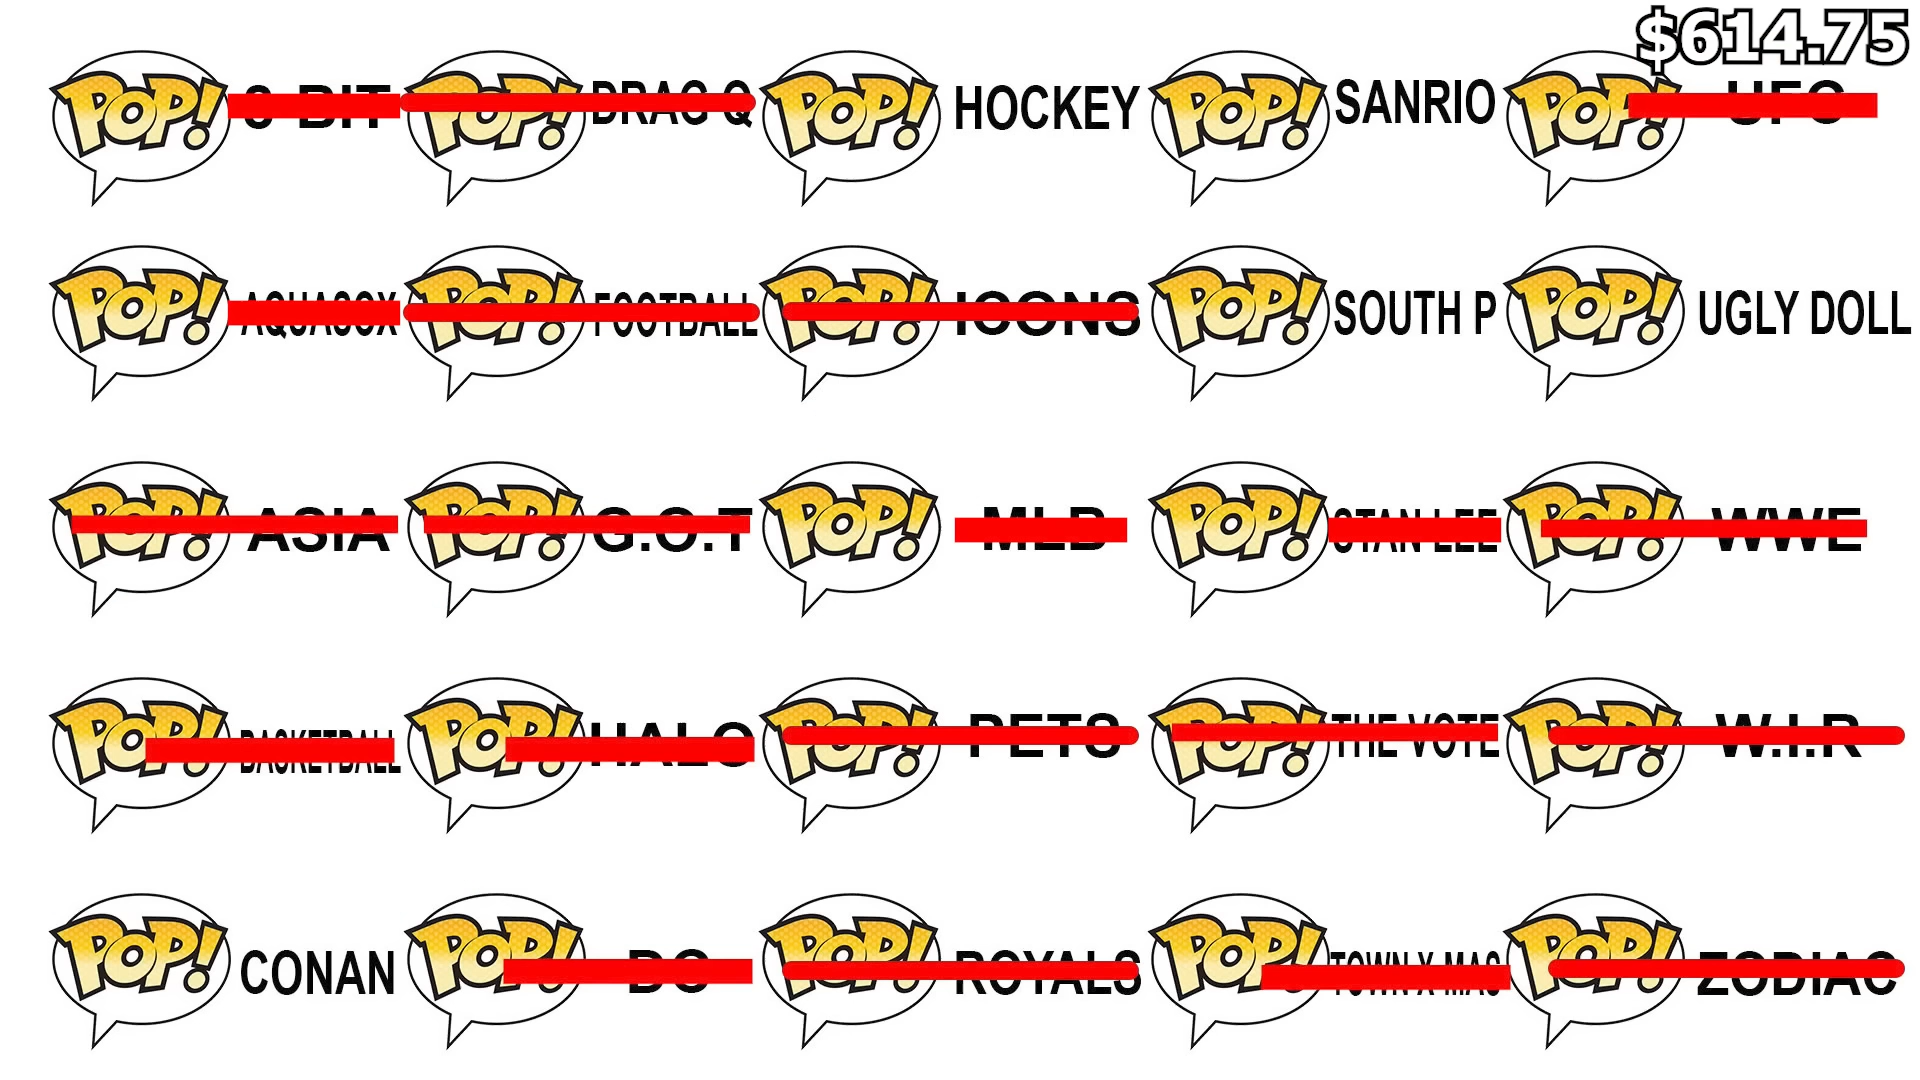 $614.75
POP! 8-BIT POP! DRAG Q POP! HOCKEY POP! SANRIO POP! UFC
POP! AQUASOX POP! FOOTBALL POP! ICONS POP! SOUTH P POP! UGLY DOLL
POP! ASIA POP! G.O.T POP! MLB POP! STAN LEE POP! WWE
POP! BASKETBALL POP! HALO POP! PETS POP! THE VOTE POP! W.I.R
POP! CONAN POP! DC POP! ROYALS POP! TOWN X-MAS POP! ZODIAC